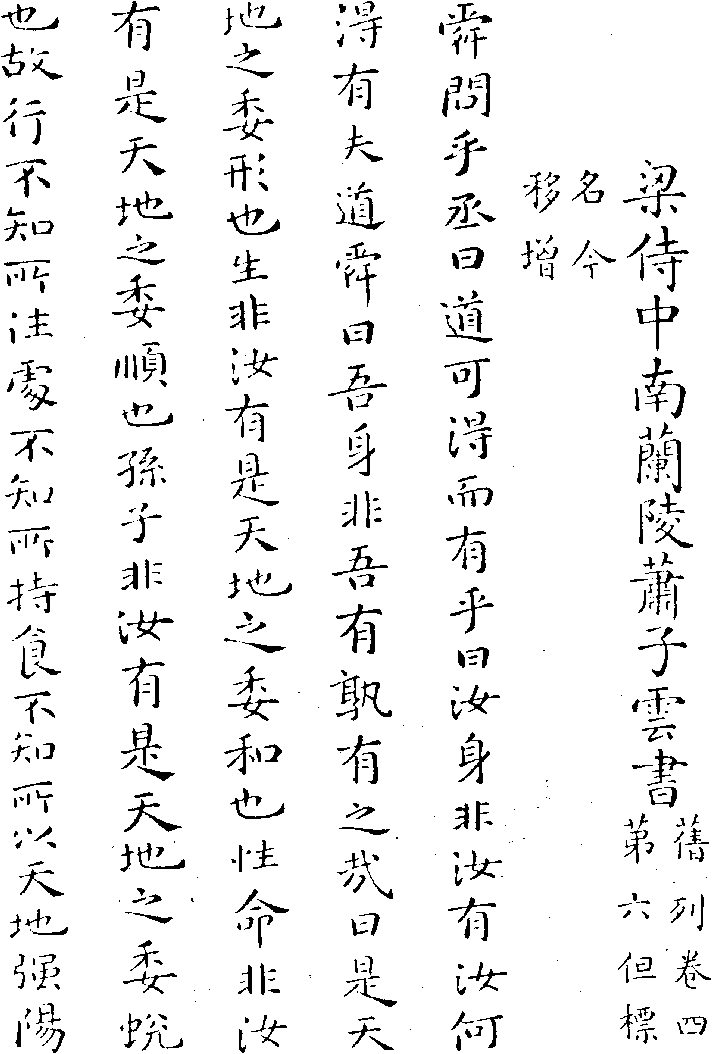 梁侍中南蘭陵蕭子雲書舊列卷四第六但標
名今移增
舜問乎丞曰道可得而有乎曰汝身非汝有汝何
淂有夫道舜曰吾身非吾有孰有之㦲曰是天
地之委形也生非汝有是天地之委和也性命非汝
有是天地之委順也孫子非汝有是天地之委蛻
也故行不知所往處不知所持食不知所以天地强陽